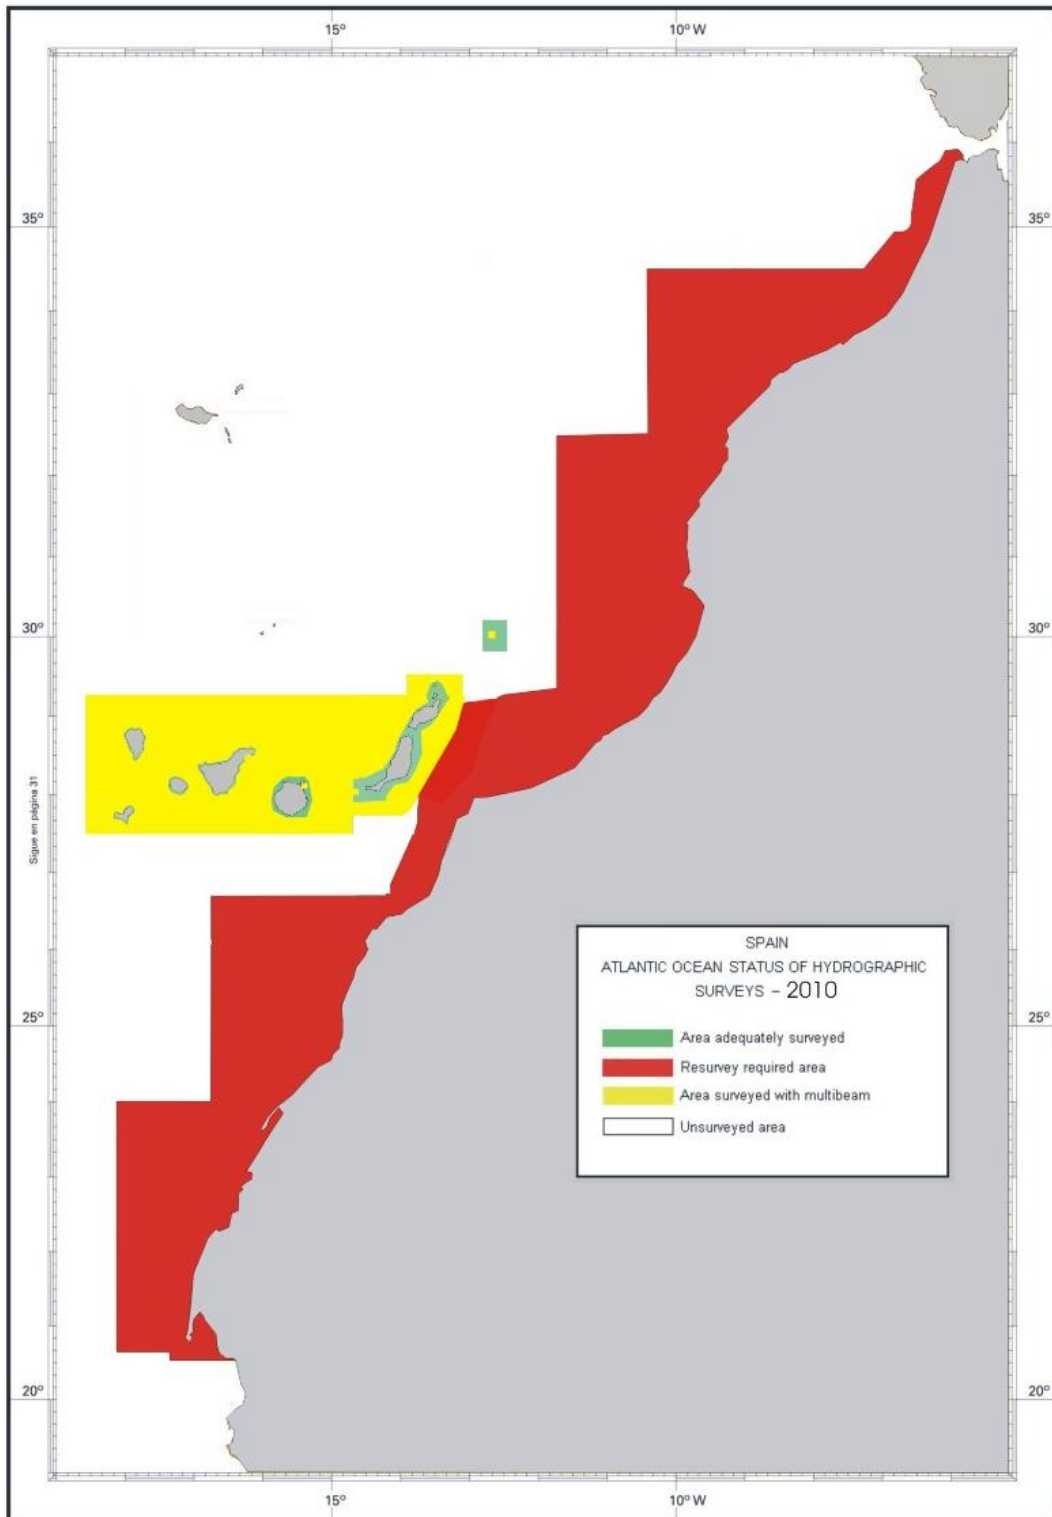 15° 10° W
35° 35°
30° 30°
Sigue en página 31
SPAIN
ATLANTIC OCEAN STATUS OF HYDROGRAPHIC
SURVEYS - 2010
25° 25°
Area adequately surveyed
Resurvey required area
Area surveyed with multibeam
Unsurveyed area
20° 20°
15° 10° W